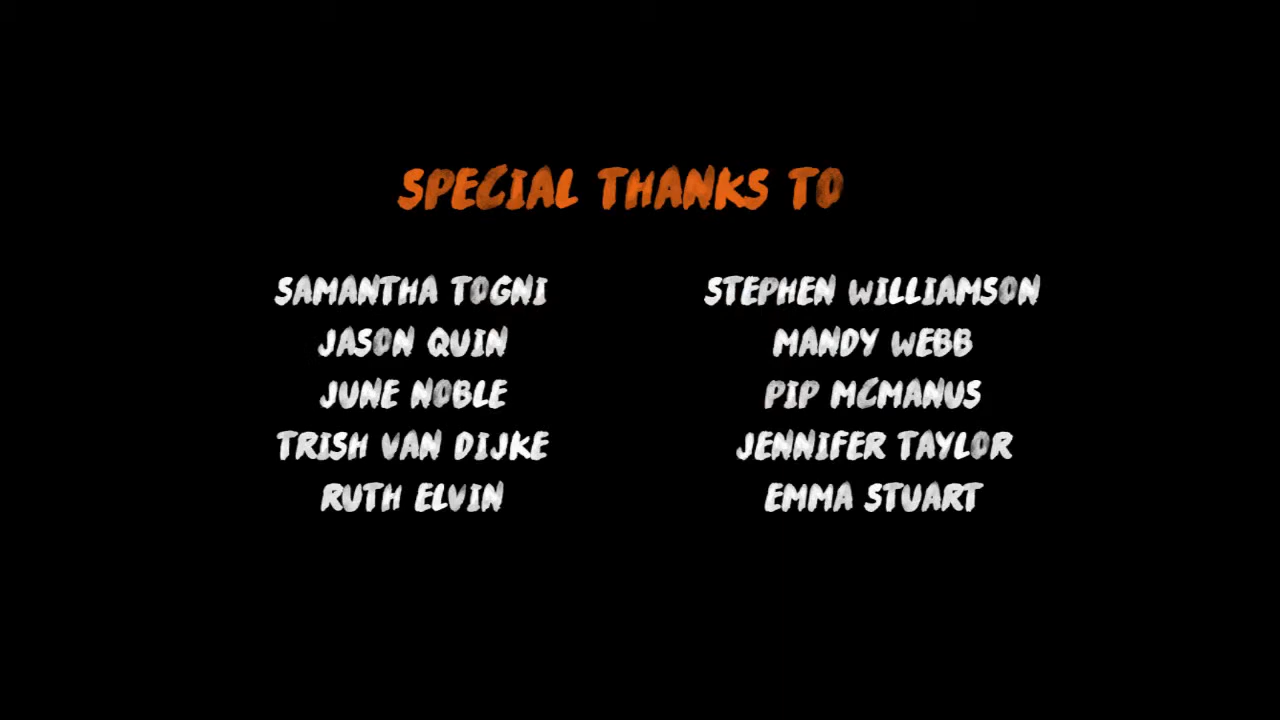 SPECIAL THANKS TO
SAMANTHA TOGNI
JASON QUIN
JUNE NOBLE
TRISH VAN DIJKE
RUTH ELVIN
STEPHEN WILLIAMSON
MANDY WEBB
PIP MCMANUS
JENNIFER TAYLOR
EMMA STUART